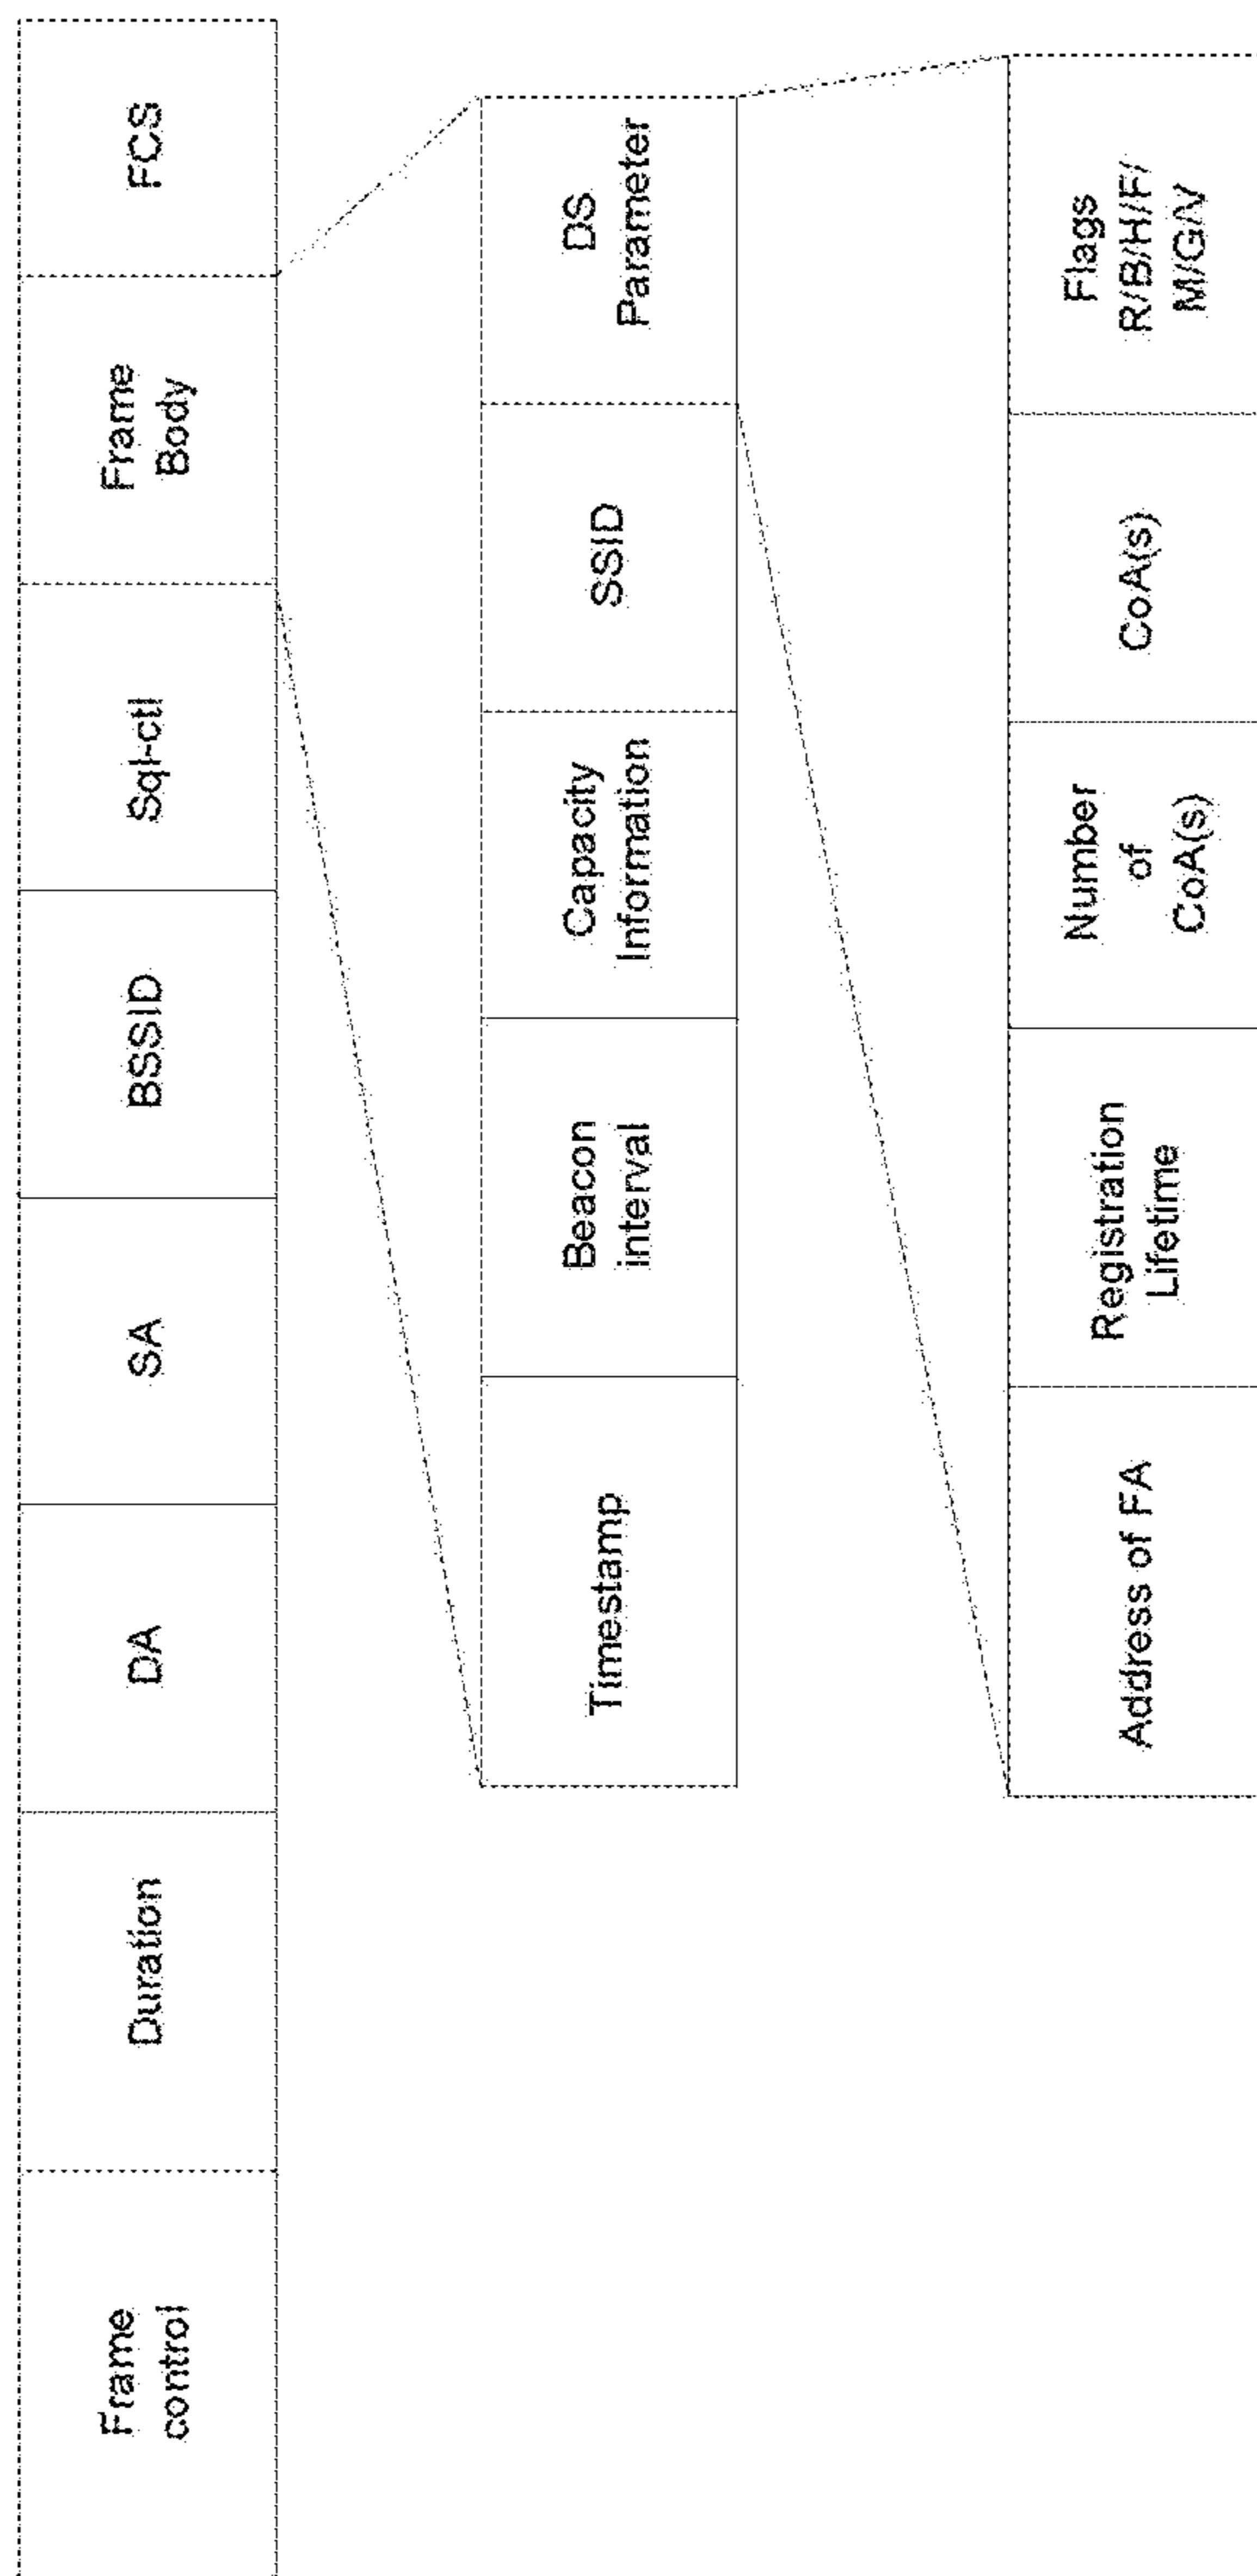 Frame
control
Duration
DA
SA
BSSID
Sql-ctl
Frame
Body
FCS
Timestamp
Beacon
interval
Capacity
Information
SSID
DS
Parameter
Address of FA
Registration
Lifetime
Number
of
CoA(s)
CoA(s)
Flags
R/B/H/F/
M/G/V